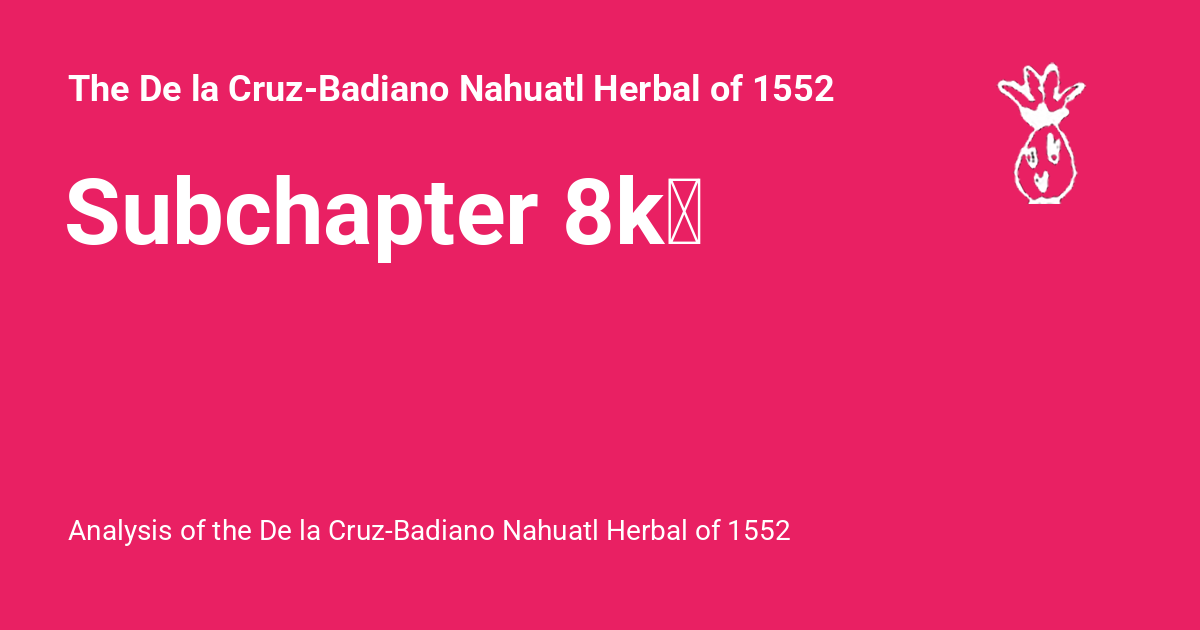 The De la Cruz-Badiano Nahuatl Herbal of 1552
Subchapter 8k
Analysis of the De la Cruz-Badiano Nahuatl Herbal of 1552